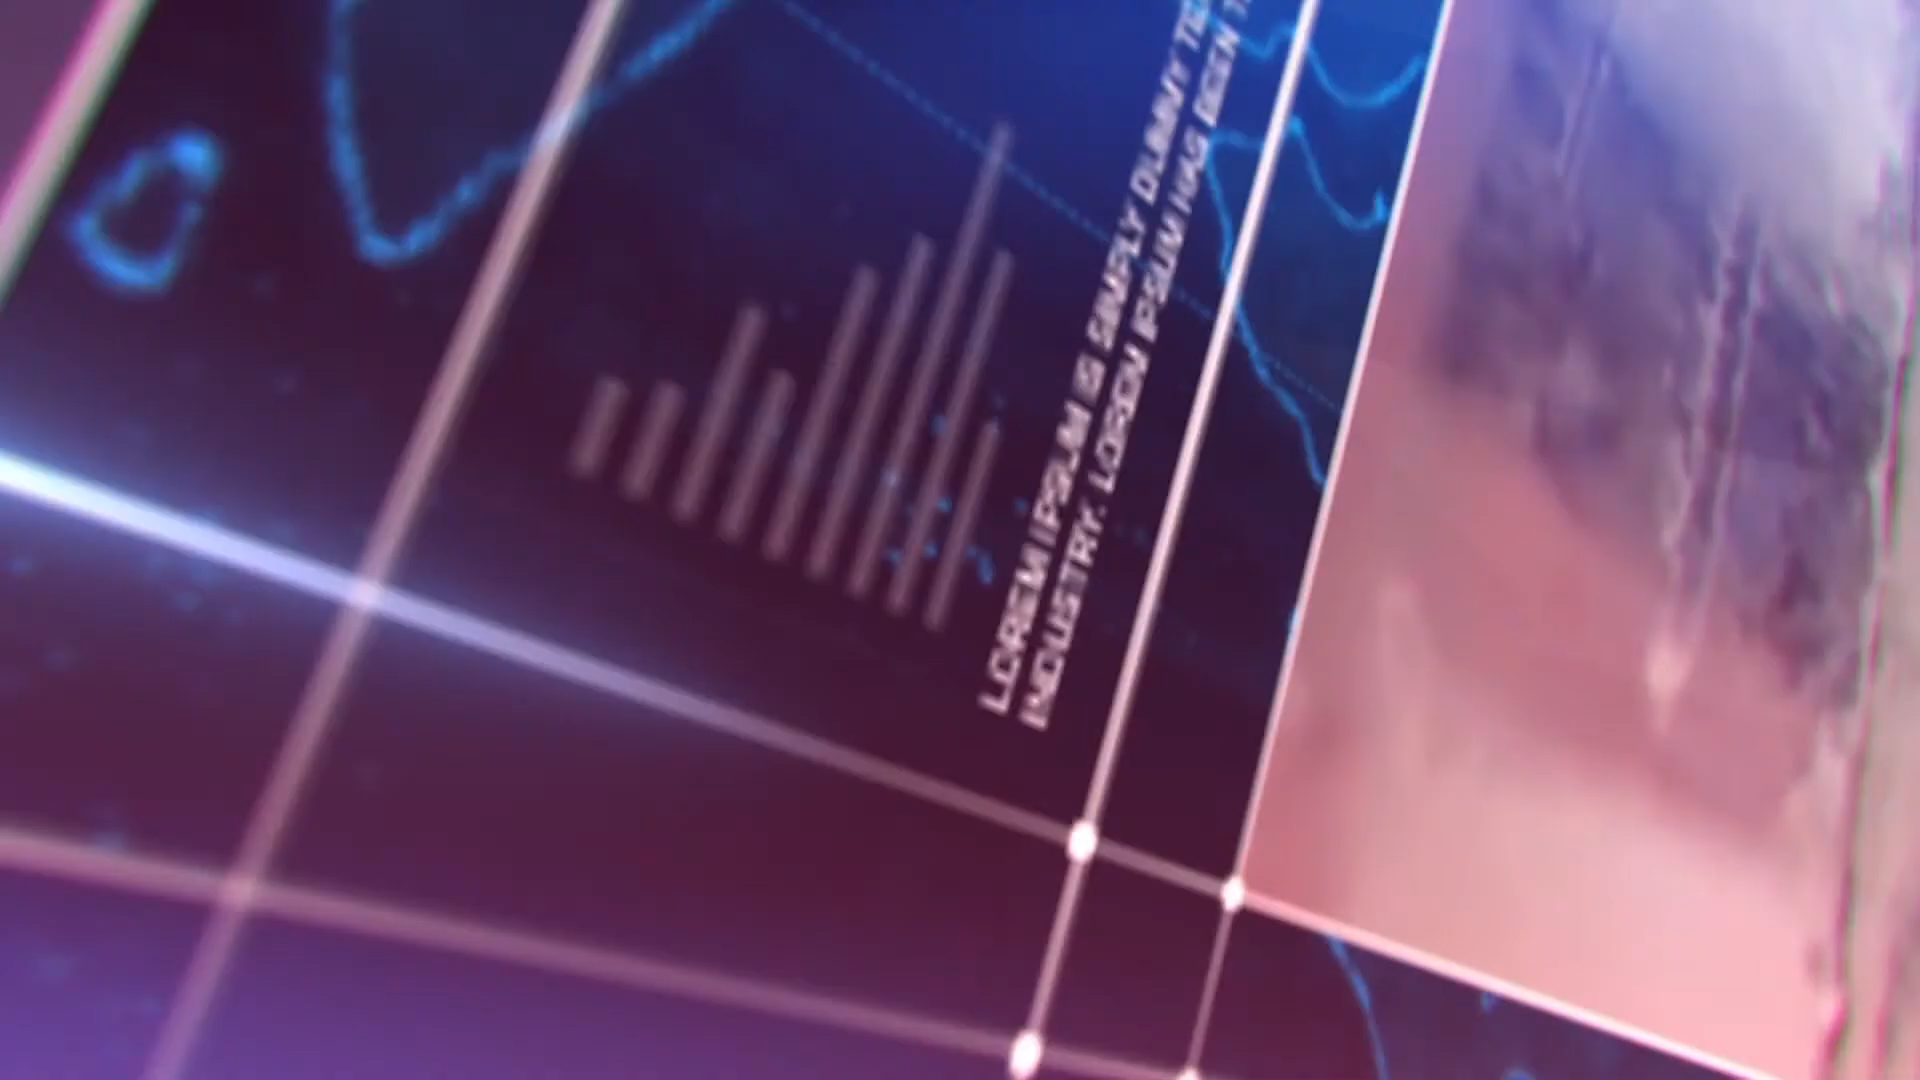 LOREM IPSUM IS SIMPLY DUMMY
INDUSTRY. LOREM IPSUM HAS BEEN